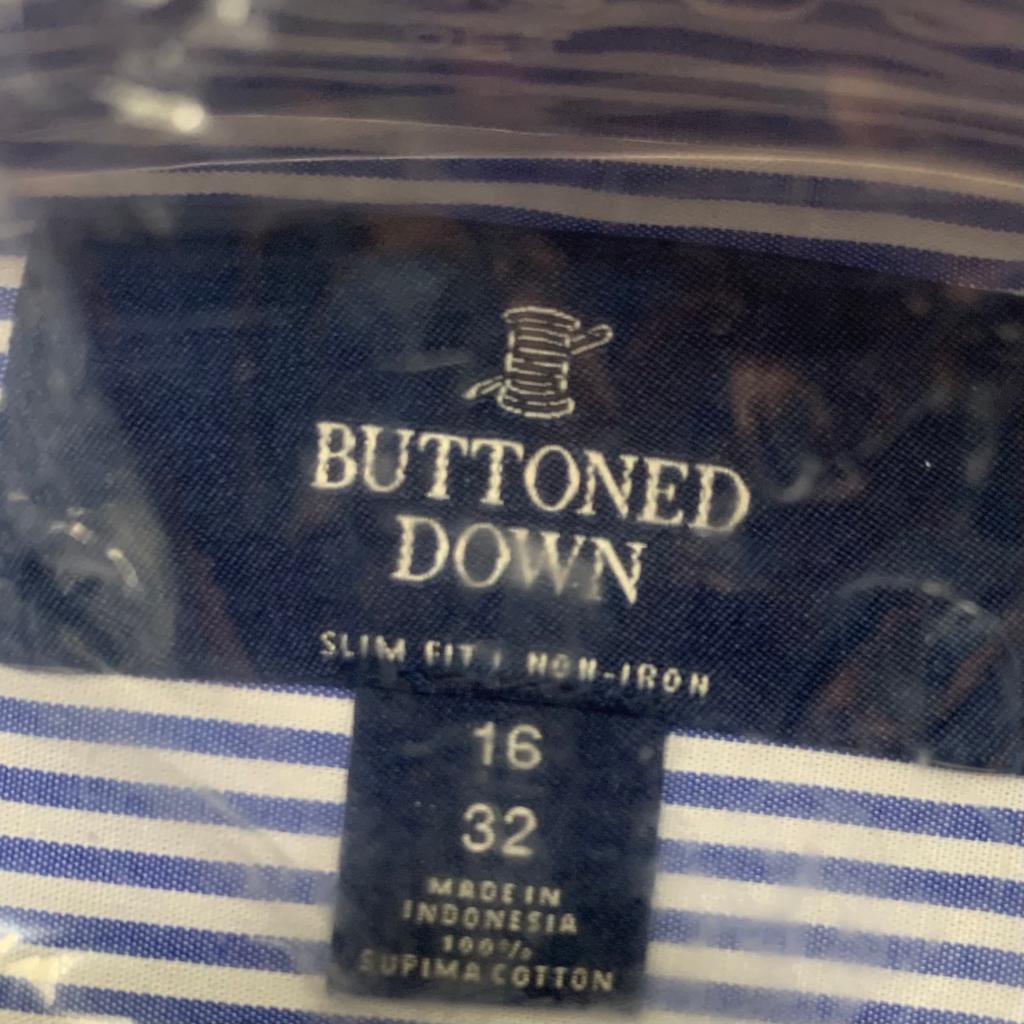 BUTTONED
DOWN
SLIM FIT | NON-IRON
16
32
MADE IN
INDONESIA
100%
SUPIMA COTTON